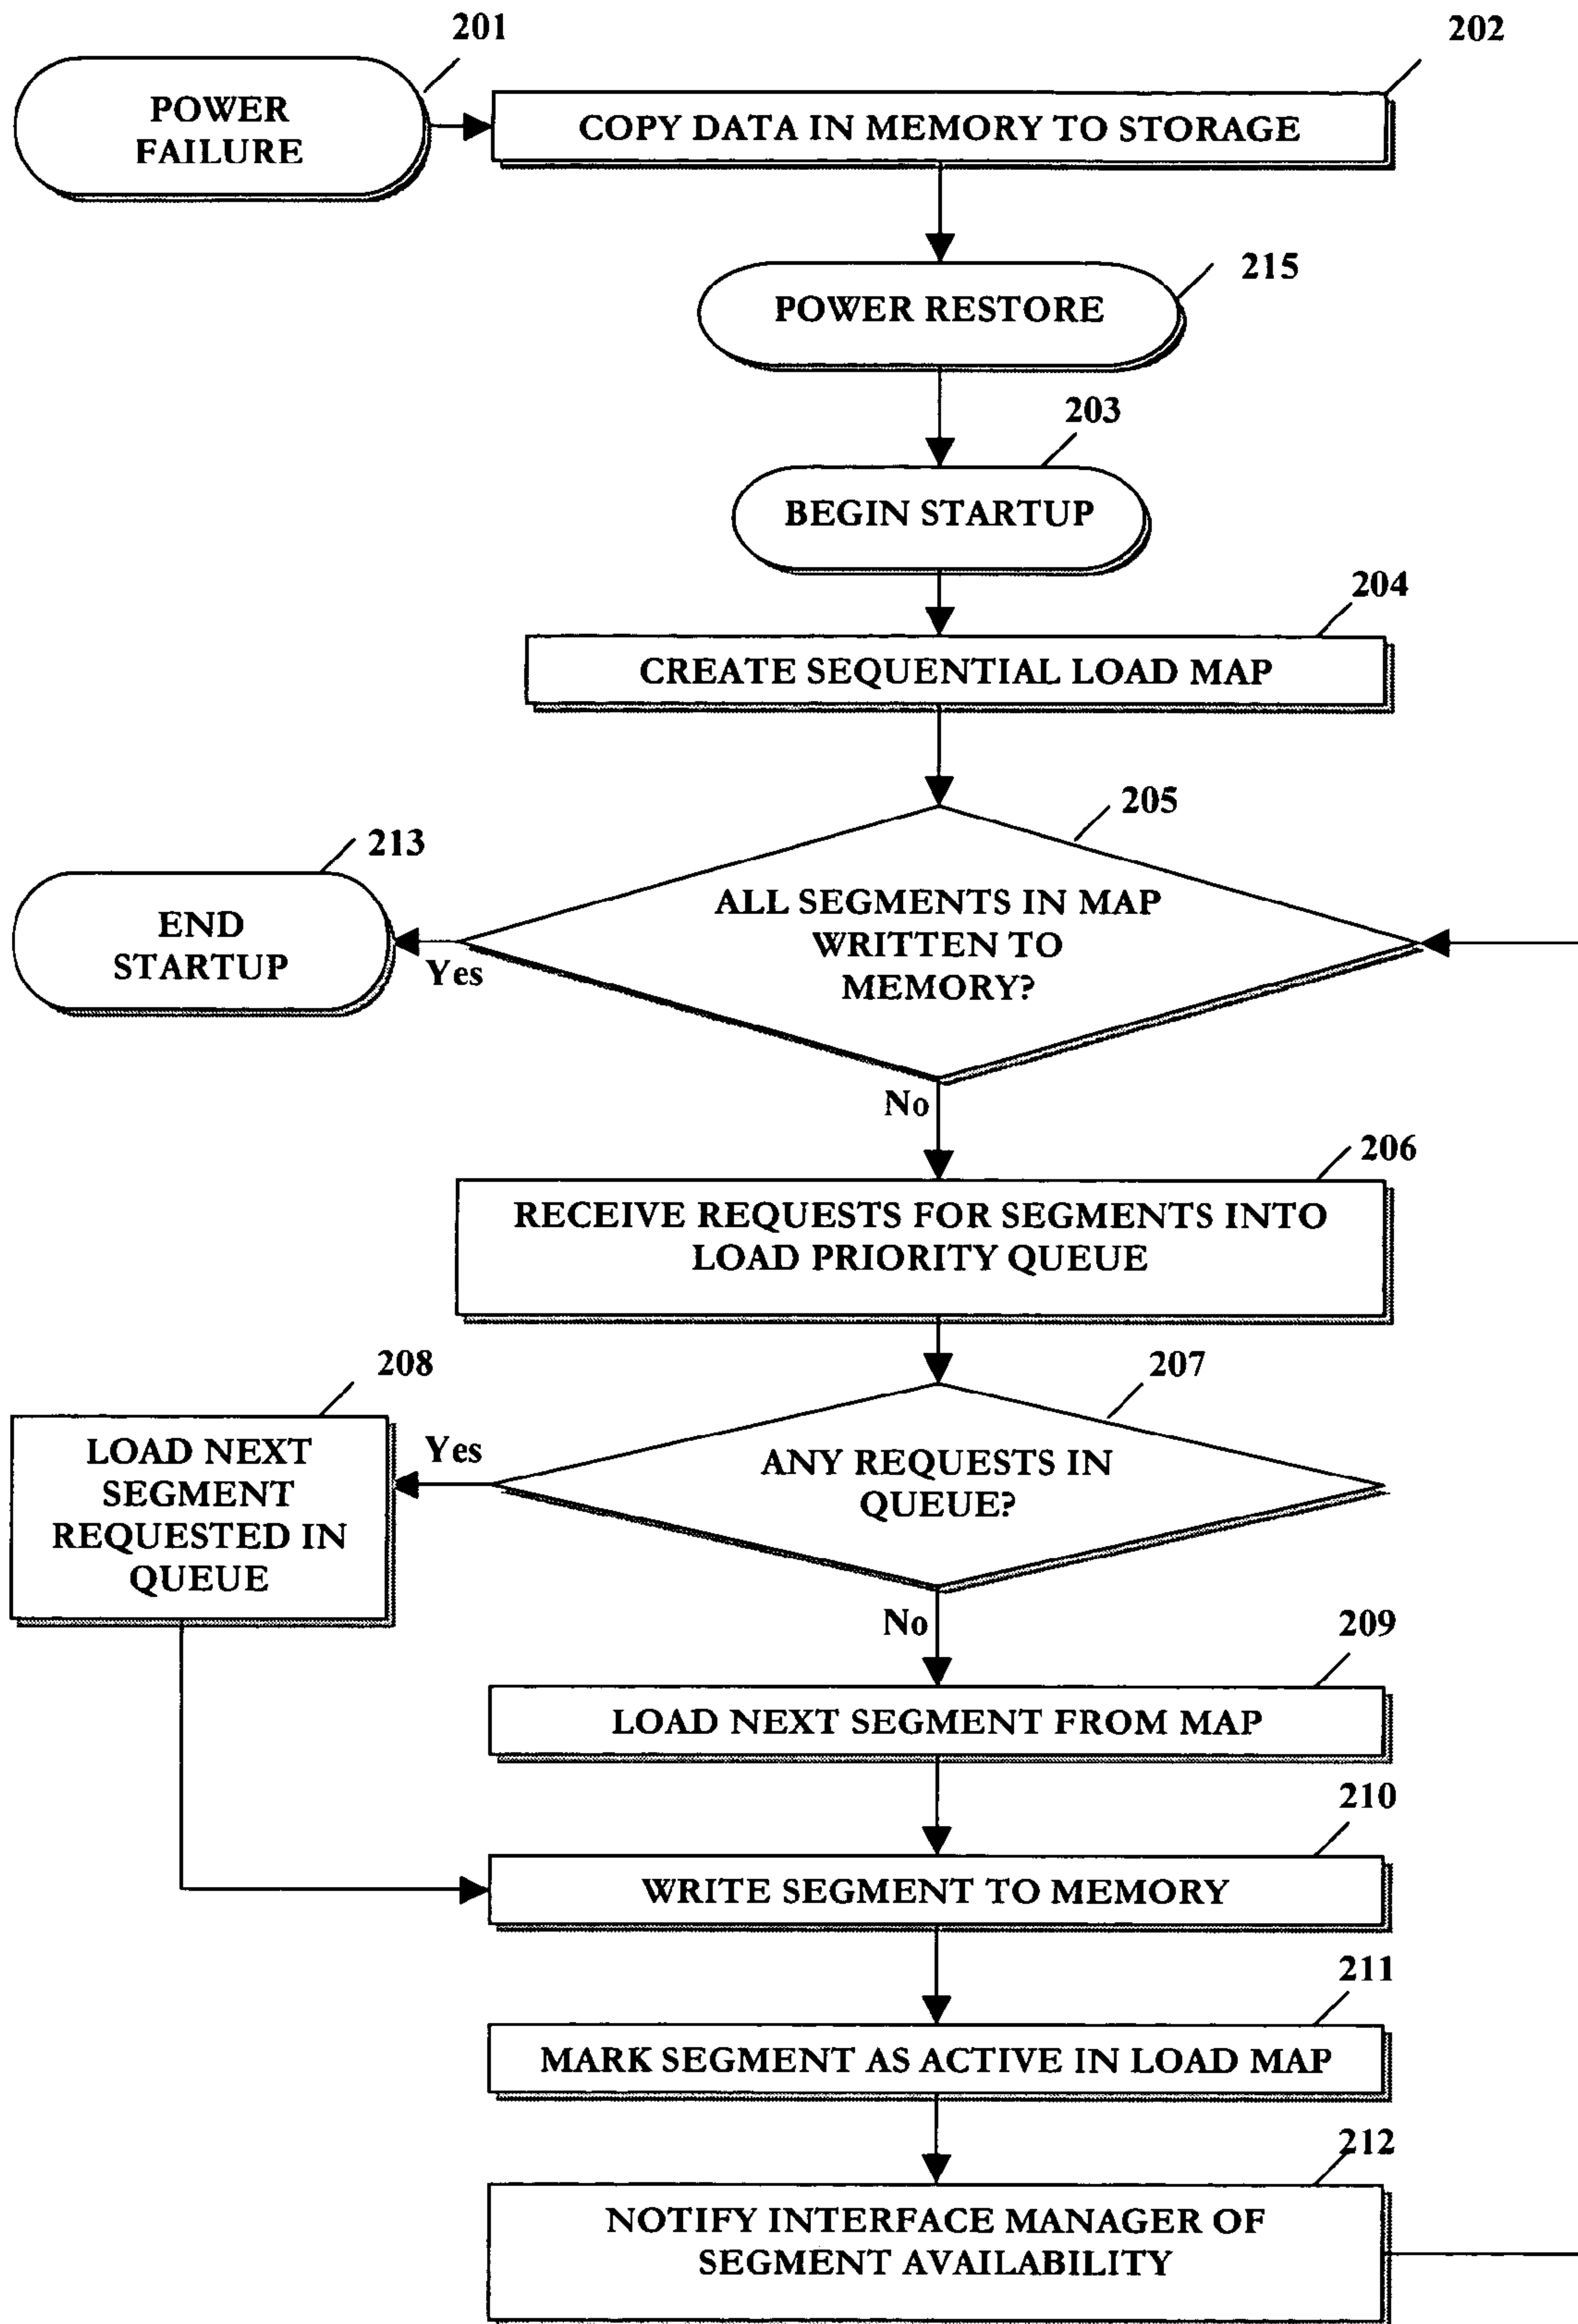 201
202
POWER
FAILURE
COPY DATA IN MEMORY TO STORAGE
215
POWER RESTORE
203
BEGIN STARTUP
204
CREATE SEQUENTIAL LOAD MAP
205
213
ALL SEGMENTS IN MAP
WRITTEN TO
MEMORY?
END
STARTUP
Yes
No
206
RECEIVE REQUESTS FOR SEGMENTS INTO
LOAD PRIORITY QUEUE
208
207
LOAD NEXT
SEGMENT
REQUESTED IN
QUEUE
Yes
ANY REQUESTS IN
QUEUE?
No
209
LOAD NEXT SEGMENT FROM MAP
210
WRITE SEGMENT TO MEMORY
211
MARK SEGMENT AS ACTIVE IN LOAD MAP
212
NOTIFY INTERFACE MANAGER OF
SEGMENT AVAILABILITY